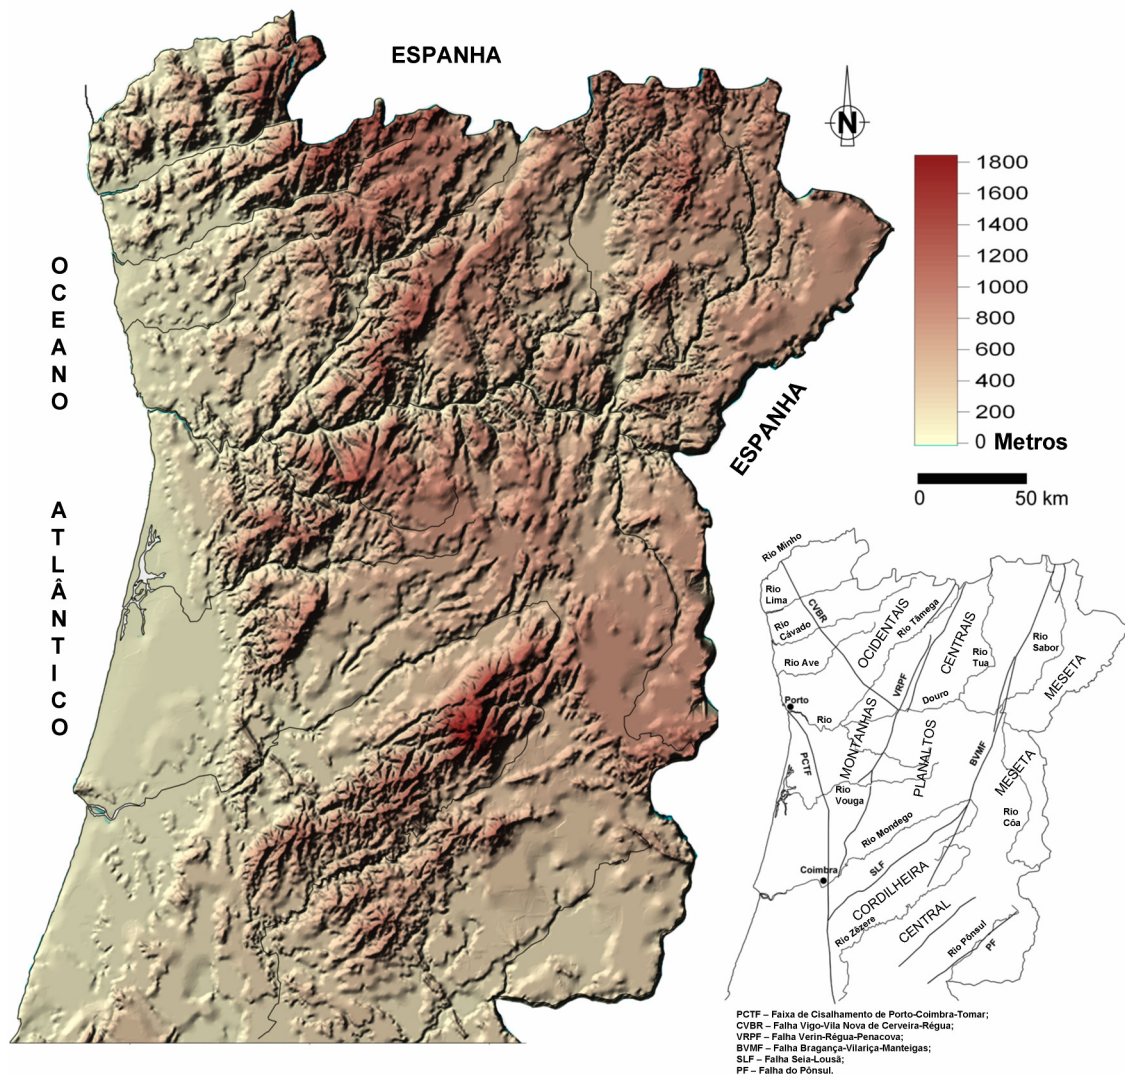 ESPANHA
N
OCEANO
ATLÂNTICO
ESPANHA
1800
1600
1400
1200
1000
800
600
400
200
0 Metros
0 50 km
Rio Minho
Rio
Lima
CVBR
Rio
Cávado
OCIDENTAIS
Rio Tâmega
CENTRAIS
Rio Ave
Rio
Tua
Rio
Sabor
MESETA
VRPF
Porto
Rio
Douro
MONTANHAS
PCTF
PLANALTOS
BVMF
MESETA
Rio
Vouga
Rio
Côa
Rio Mondego
Coimbra
SLF
CORDILHEIRA
CENTRAL
Rio Zêzere
Rio Pônsul
PF
PCTF – Faixa de Cisalhamento de Porto-Coimbra-Tomar;
CVBR – Falha Vigo-Vila Nova de Cerveira-Régua;
VRPF – Falha Verin-Régua-Penacova;
BVMF – Falha Bragança-Vilariça-Manteigas;
SLF – Falha Seia-Lousã;
PF – Falha do Pônsul.